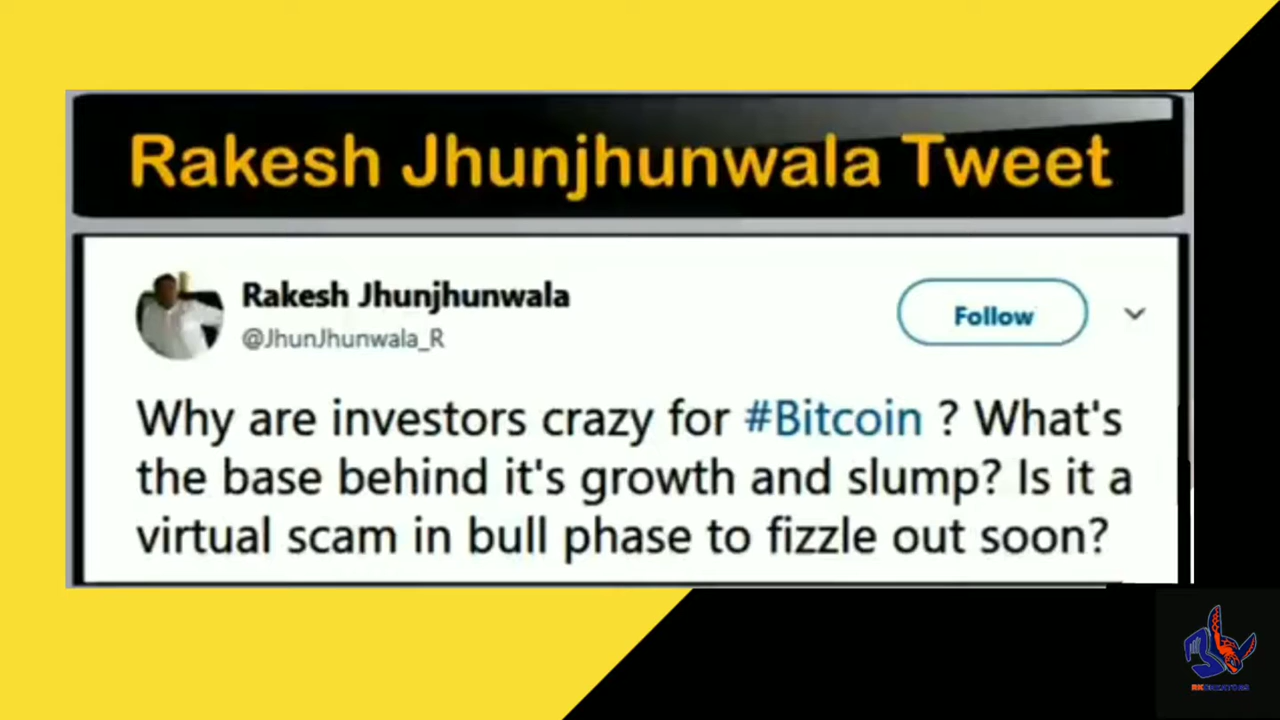 Rakesh Jhunjhunwala Tweet
Rakesh Jhunjhunwala
@JhunJhunwala_R
Follow
Why are investors crazy for #Bitcoin ? What's
the base behind it's growth and slump? Is it a
virtual scam in bull phase to fizzle out soon?